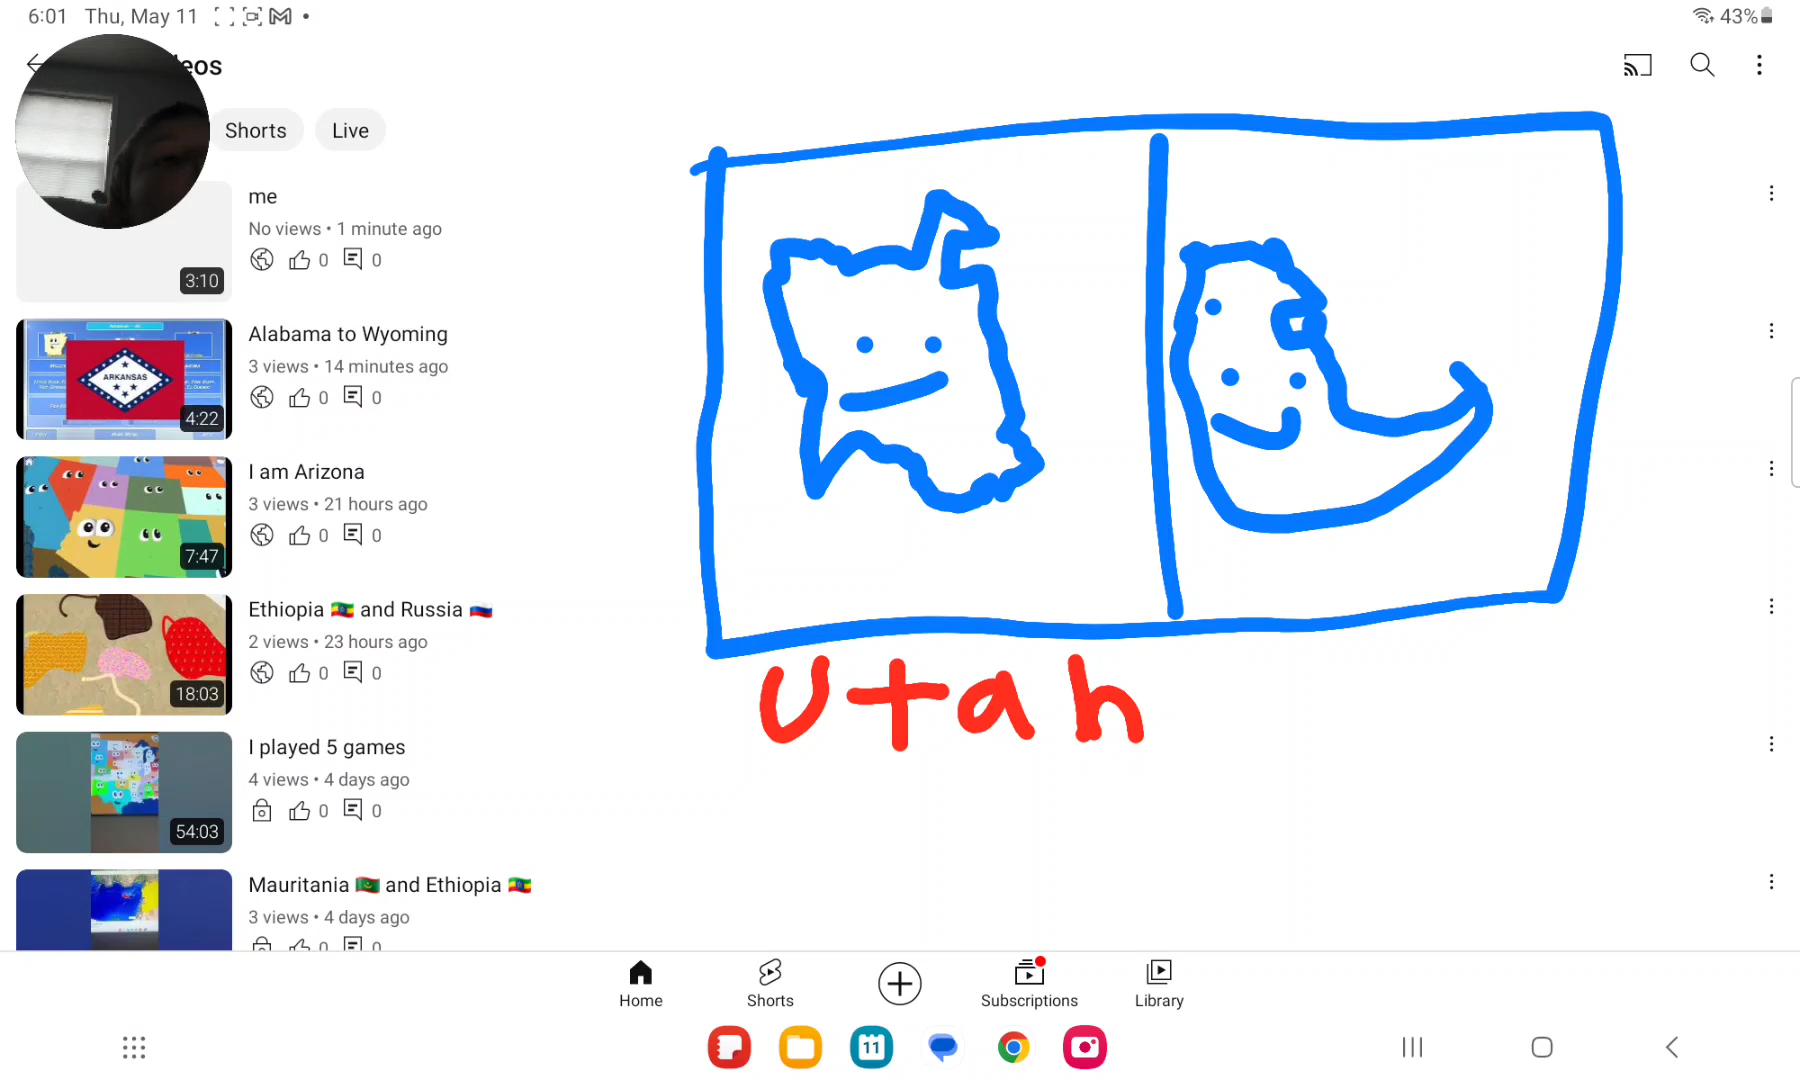 6:01 Thu, May 11 43%
eos
Shorts Live
me
No views • 1 minute ago
0 0
3:10
Alabama to Wyoming
3 views • 14 minutes ago
0 0
ARKANSAS
4:22
I am Arizona
3 views • 21 hours ago
0 0
7:47
Ethiopia 🇪🇹 and Russia 🇷🇺
2 views • 23 hours ago
0 0
18:03
I played 5 games
4 views • 4 days ago
0 0
54:03
Mauritania 🇲🇷 and Ethiopia 🇪🇹
3 views • 4 days ago
0 0
Utah
Home Shorts Subscriptions Library
11